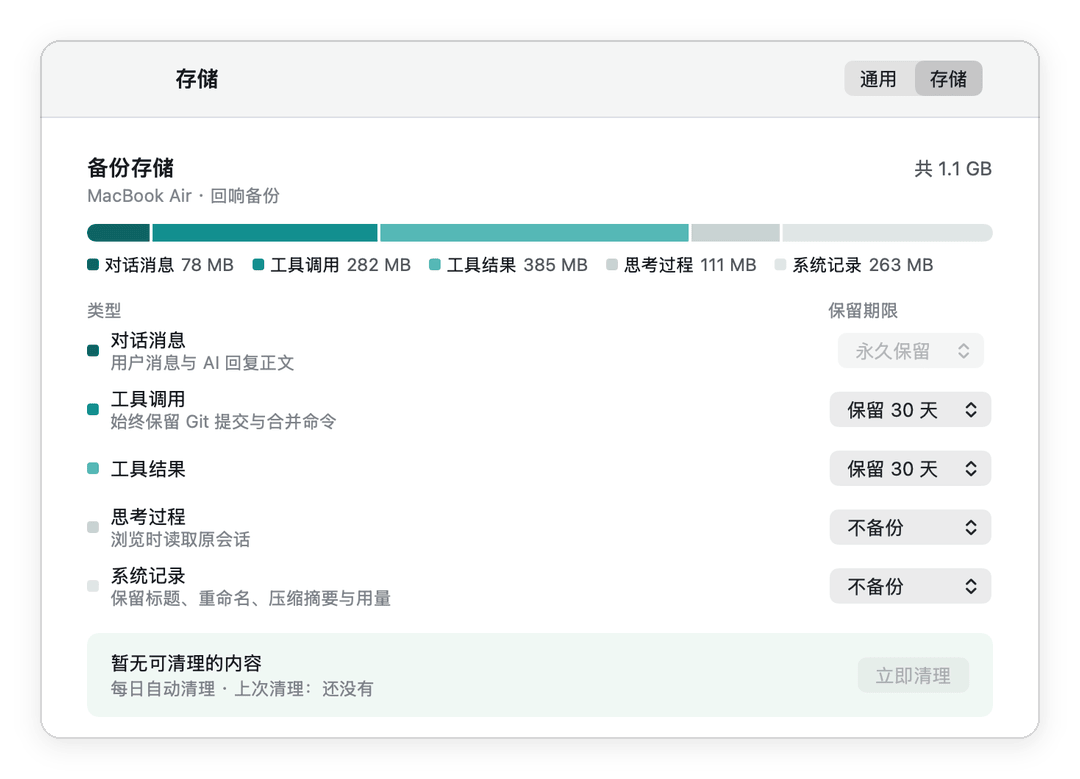 存储
通用
存储
备份存储
共 1.1 GB
MacBook Air · 回响备份
对话消息 78 MB
工具调用 282 MB
工具结果 385 MB
思考过程 111 MB
系统记录 263 MB
类型
保留期限
对话消息
用户消息与 AI 回复正文
永久保留
工具调用
始终保留 Git 提交与合并命令
保留 30 天
工具结果
保留 30 天
思考过程
浏览时读取原会话
不备份
系统记录
保留标题、重命名、压缩摘要与用量
不备份
暂无可清理的内容
每日自动清理 · 上次清理：还没有
立即清理